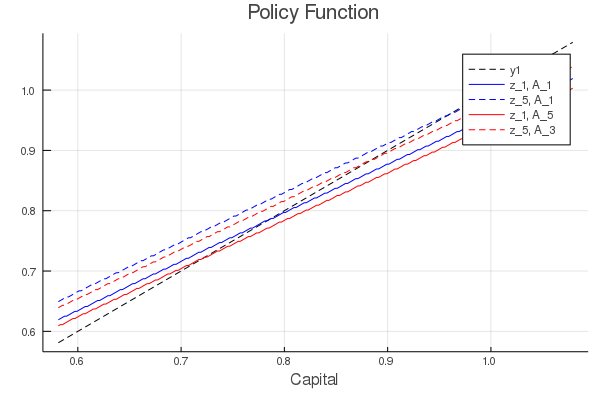 Policy Function
y1
z_1, A_1
z_5, A_1
z_1, A_5
z_5, A_3
1.0
0.9
0.8
0.7
0.6
0.6 0.7 0.8 0.9 1.0
Capital